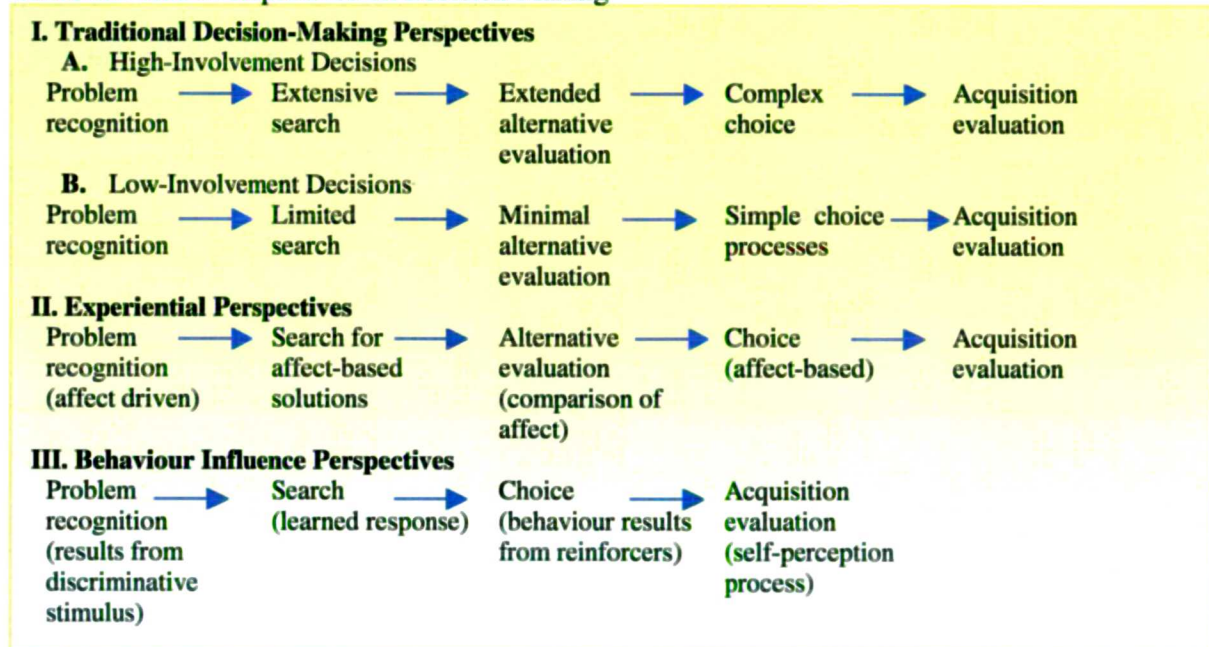 I. Traditional Decision-Making Perspectives
A. High-Involvement Decisions
Problem recognition Extensive search Extended alternative evaluation Complex choice Acquisition evaluation
B. Low-Involvement Decisions
Problem recognition Limited search Minimal alternative evaluation Simple choice processes Acquisition evaluation
II. Experiential Perspectives
Problem recognition (affect driven) Search for affect-based solutions Alternative evaluation (comparison of affect) Choice (affect-based) Acquisition evaluation
III. Behaviour Influence Perspectives
Problem recognition (results from discriminative stimulus) Search (learned response) Choice (behaviour results from reinforcers) Acquisition evaluation (self-perception process)